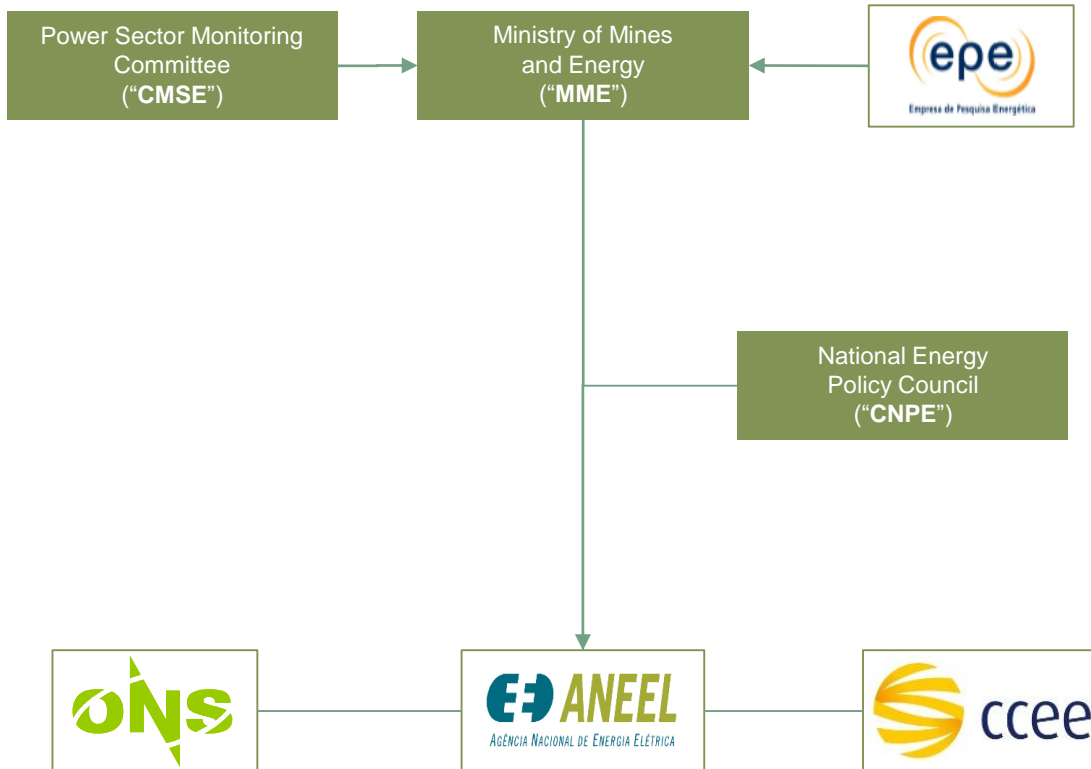 Power Sector Monitoring
Committee
(“CMSE”)
Ministry of Mines
and Energy
(“MME”)
epe
Empresa de Pesquisa Energética
National Energy
Policy Council
(“CNPE”)
ONS
ANEEL
AGÊNCIA NACIONAL DE ENERGIA ELÉTRICA
ccee